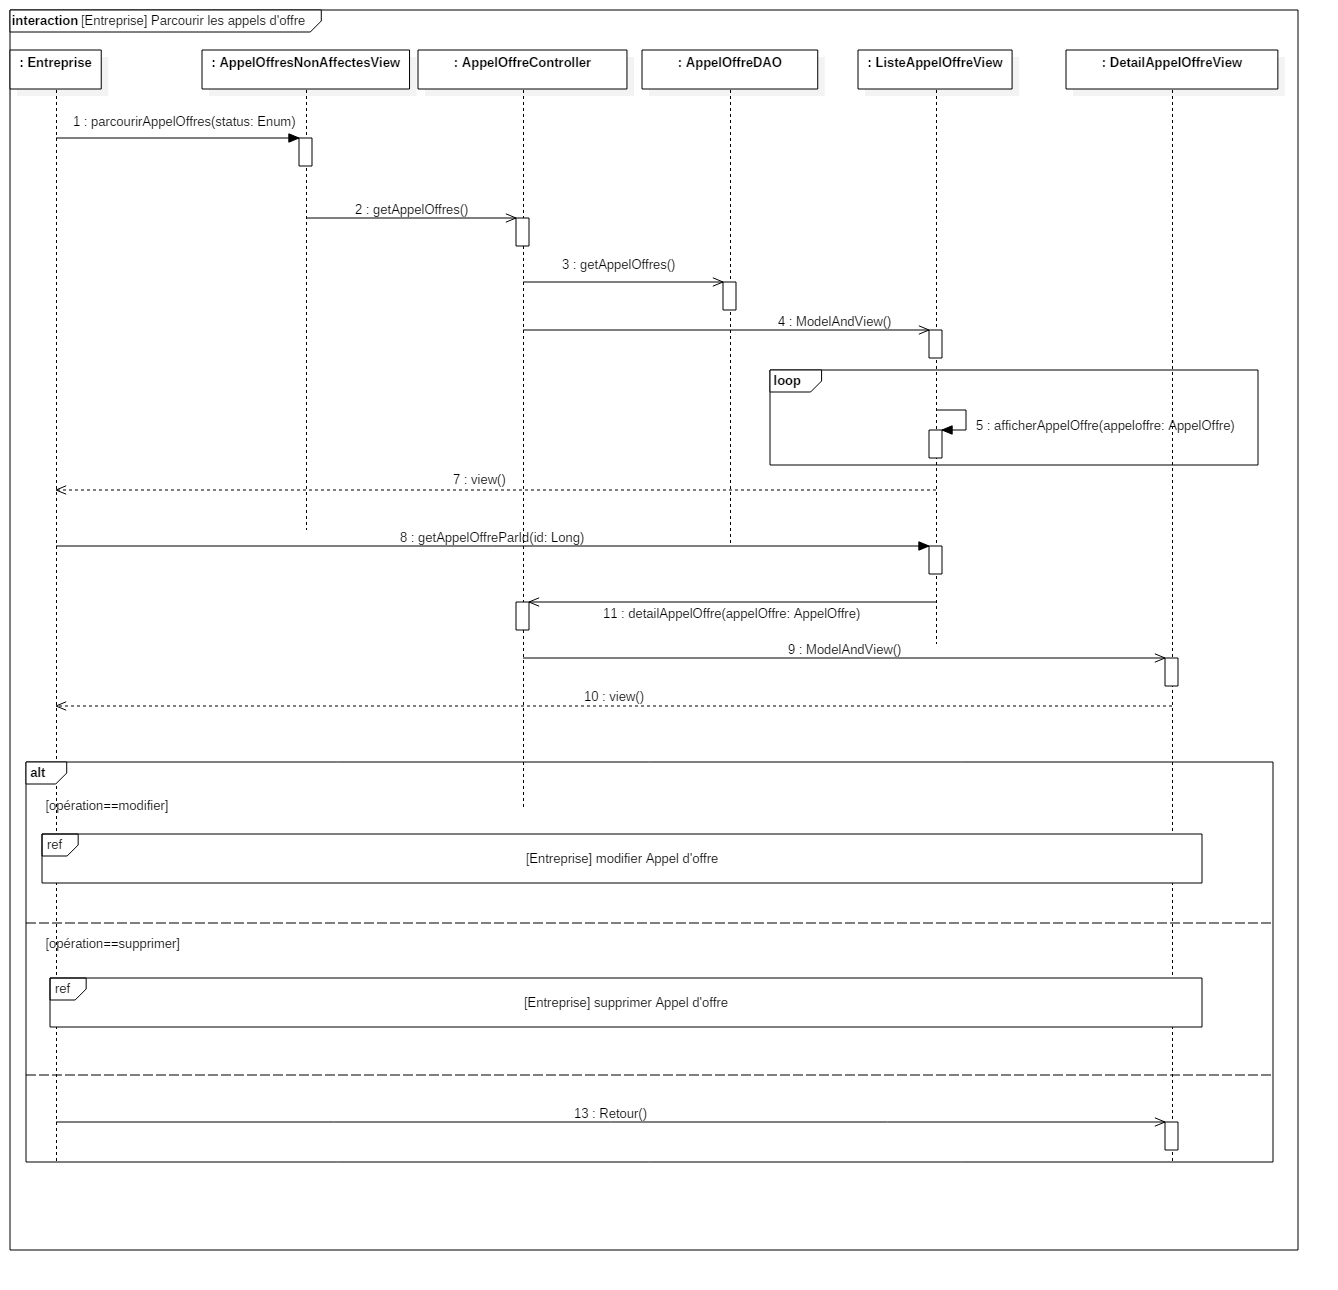 interaction [Entreprise] Parcourir les appels d'offre
: Entreprise
: AppelOffresNonAffectesView
: AppelOffreController
: AppelOffreDAO
: ListeAppelOffreView
: DetailAppelOffreView
1 : parcourirAppelOffres(status: Enum)
2 : getAppelOffres()
3 : getAppelOffres()
4 : ModelAndView()
loop
5 : afficherAppelOffre(appeloffre: AppelOffre)
7 : view()
8 : getAppelOffreParId(id: Long)
11 : detailAppelOffre(appelOffre: AppelOffre)
9 : ModelAndView()
10 : view()
alt
[opération==modifier]
ref
[Entreprise] modifier Appel d'offre
[opération==supprimer]
ref
[Entreprise] supprimer Appel d'offre
13 : Retour()